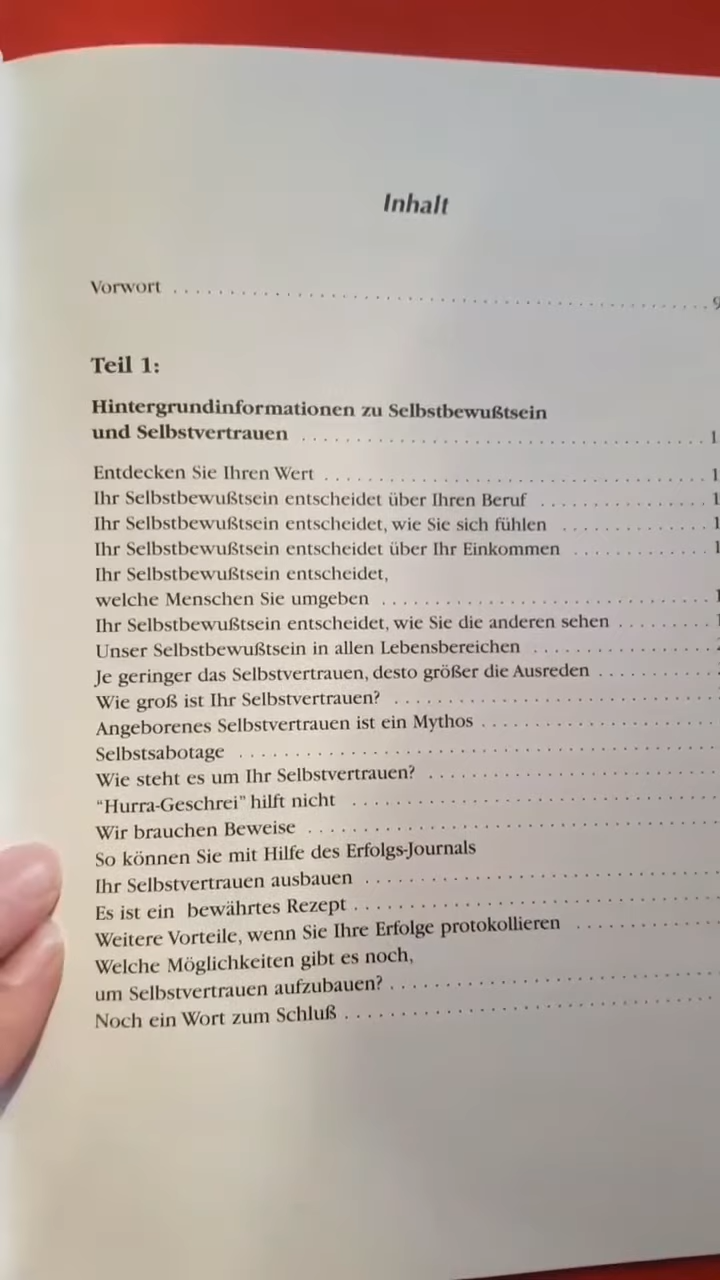 Inhalt
Vorwort . . . . . . . . . . . . . . . . . . . . . . . . . . . . . . . . . . . . . . . . . . . . . . 9
Teil 1:
Hintergrundinformationen zu Selbstbewußtsein
und Selbstvertrauen
Entdecken Sie Ihren Wert
Ihr Selbstbewußtsein entscheidet über Ihren Beruf
Ihr Selbstbewußtsein entscheidet, wie Sie sich fühlen
Ihr Selbstbewußtsein entscheidet über Ihr Einkommen
Ihr Selbstbewußtsein entscheidet,
welche Menschen Sie umgeben
Ihr Selbstbewußtsein entscheidet, wie Sie die anderen sehen
Unser Selbstbewußtsein in allen Lebensbereichen
Je geringer das Selbstvertrauen, desto größer die Ausreden
Wie groß ist Ihr Selbstvertrauen?
Angeborenes Selbstvertrauen ist ein Mythos
Selbstsabotage
Wie steht es um Ihr Selbstvertrauen?
“Hurra-Geschrei” hilft nicht
Wir brauchen Beweise
So können Sie mit Hilfe des Erfolgs-Journals
Ihr Selbstvertrauen ausbauen
Es ist ein bewährtes Rezept
Weitere Vorteile, wenn Sie Ihre Erfolge protokollieren
Welche Möglichkeiten gibt es noch,
um Selbstvertrauen aufzubauen?
Noch ein Wort zum Schluß